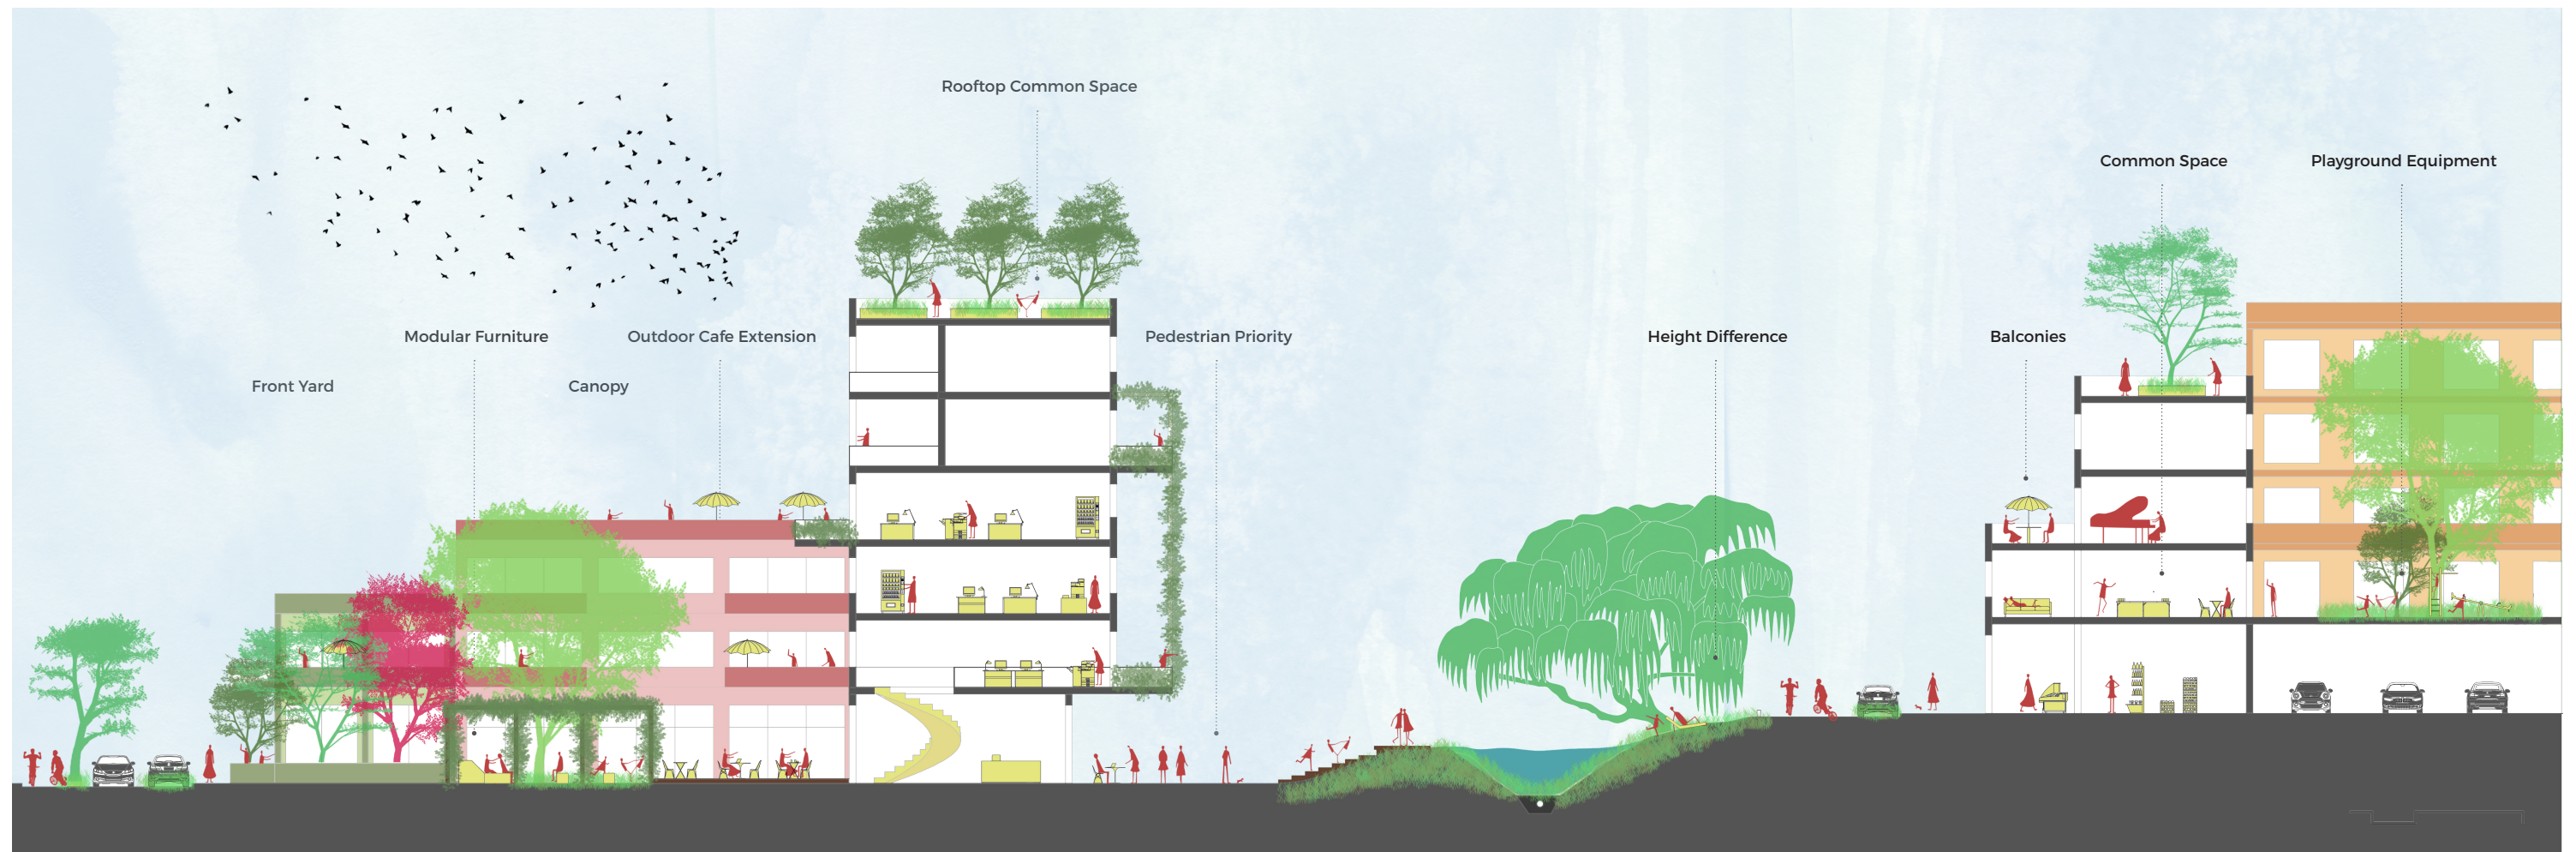 Rooftop Common Space
Common Space
Playground Equipment
Modular Furniture
Outdoor Cafe Extension
Pedestrian Priority
Height Difference
Balconies
Front Yard
Canopy